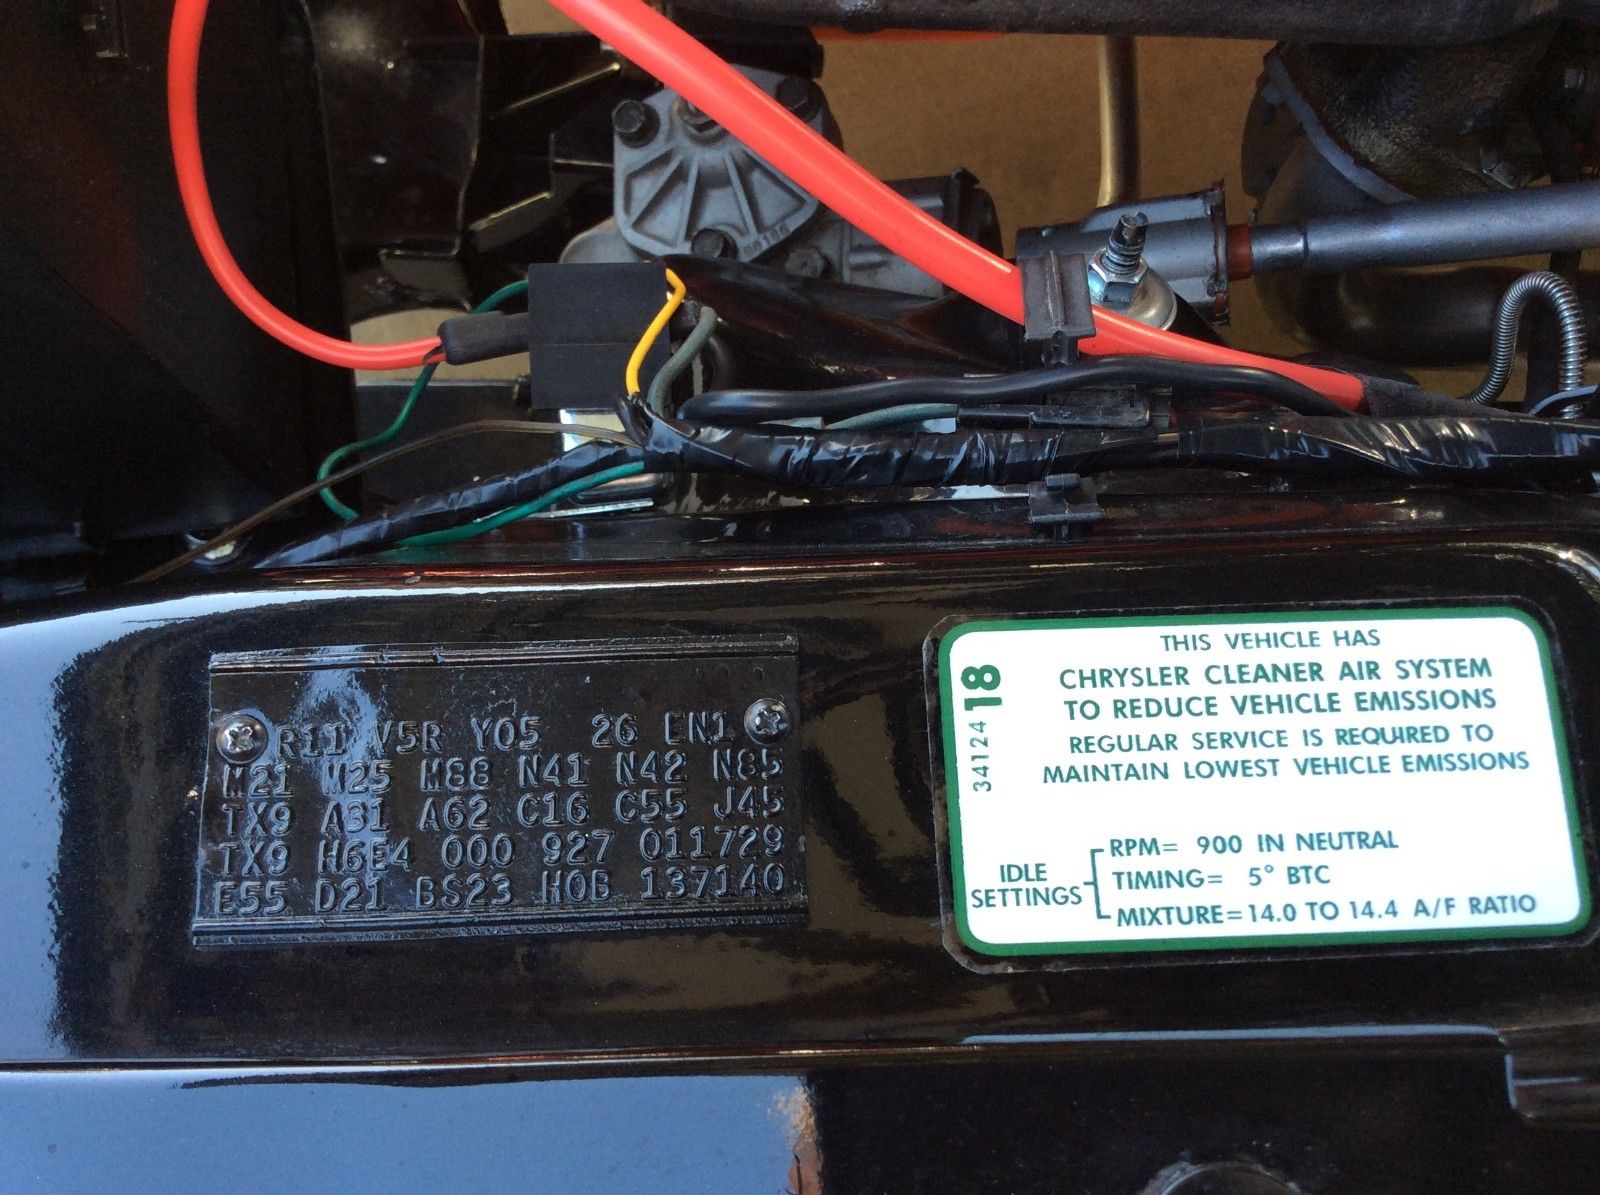 R11 V5R Y05 26 EN1
M21 M25 M88 N41 N42 N85
TX9 A31 A62 C16 C55 J45
TX9 H6E4 000 927 011729
E55 D21 BS23 H0B 137140
3412418
THIS VEHICLE HAS
CHRYSLER CLEANER AIR SYSTEM
TO REDUCE VEHICLE EMISSIONS
REGULAR SERVICE IS REQUIRED TO
MAINTAIN LOWEST VEHICLE EMISSIONS
IDLE
SETTINGS
RPM= 900 IN NEUTRAL
TIMING= 5° BTC
MIXTURE=14.0 TO 14.4 A/F RATIO